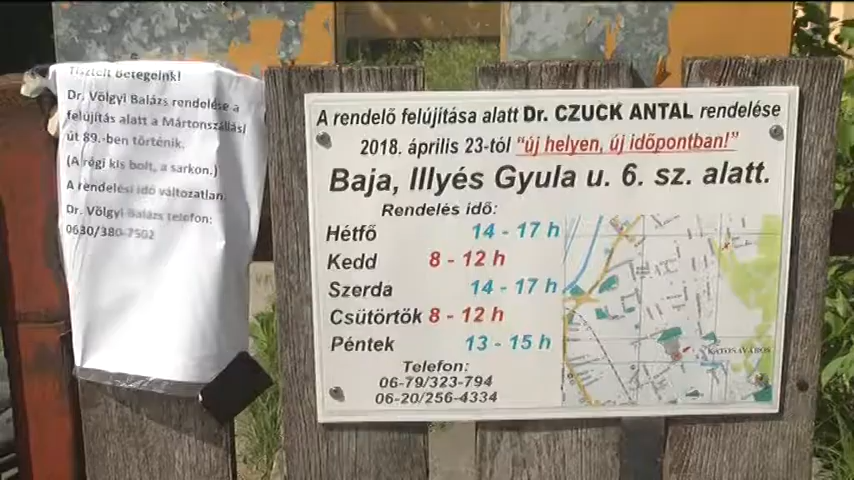 Tisztelt Betegeink!
Dr. Völgyi Balázs rendelése a
felújítás alatt a Mártonszállási
út 89.-ben történik.
(A régi kis bolt, a sarkon.)
A rendelési idő változatlan.
Dr. Völgyi Balázs telefon:
0630/380-7502
A rendelő felújítása alatt Dr. CZUCK ANTAL rendelése
2018. április 23-tól "új helyen, új időpontban!"
Baja, Illyés Gyula u. 6. sz. alatt.
Rendelés idő:
Hétfő 14 - 17 h
Kedd 8 - 12 h
Szerda 14 - 17 h
Csütörtök 8 - 12 h
Péntek 13 - 15 h
Telefon:
06-79/323-794
06-20/256-4334
KATONAVÁROS